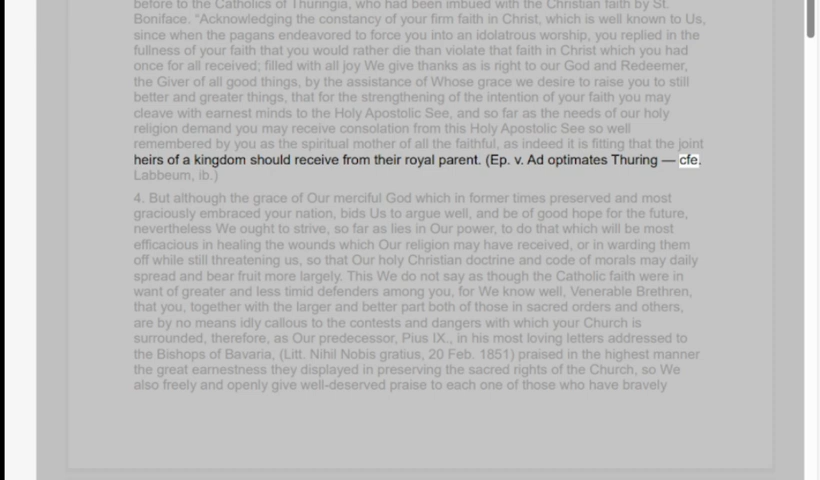 before to the Catholics of Thuringia, who had been imbued with the Christian faith by St.
Boniface. "Acknowledging the constancy of your firm faith in Christ, which is well known to Us,
since when the pagans endeavored to force you into an idolatrous worship, you replied in the
fullness of your faith that you would rather die than violate that faith in Christ which you had
once for all received; filled with all joy We give thanks as is right to our God and Redeemer,
the Giver of all good things, by the assistance of Whose grace we desire to raise you to still
better and greater things, that for the strengthening of the intention of your faith you may
cleave with earnest minds to the Holy Apostolic See, and so far as the needs of our holy
religion demand you may receive consolation from this Holy Apostolic See so well
remembered by you as the spiritual mother of all the faithful, as indeed it is fitting that the joint
heirs of a kingdom should receive from their royal parent. (Ep. v. Ad optimates Thuring — cfe.
Labbeum, ib.)
4. But although the grace of Our merciful God which in former times preserved and most
graciously embraced your nation, bids Us to argue well, and be of good hope for the future,
nevertheless We ought to strive, so far as lies in Our power, to do that which will be most
efficacious in healing the wounds which Our religion may have received, or in warding them
off while still threatening us, so that Our holy Christian doctrine and code of morals may daily
spread and bear fruit more largely. This We do not say as though the Catholic faith were in
want of greater and less timid defenders among you, for We know well, Venerable Brethren,
that you, together with the larger and better part both of those in sacred orders and others,
are by no means idly callous to the contests and dangers with which your Church is
surrounded, therefore, as Our predecessor, Pius IX., in his most loving letters addressed to
the Bishops of Bavaria, (Litt. Nihil Nobis gratius, 20 Feb. 1851) praised in the highest manner
the great earnestness they displayed in preserving the sacred rights of the Church, so We
also freely and openly give well-deserved praise to each one of those who have bravely